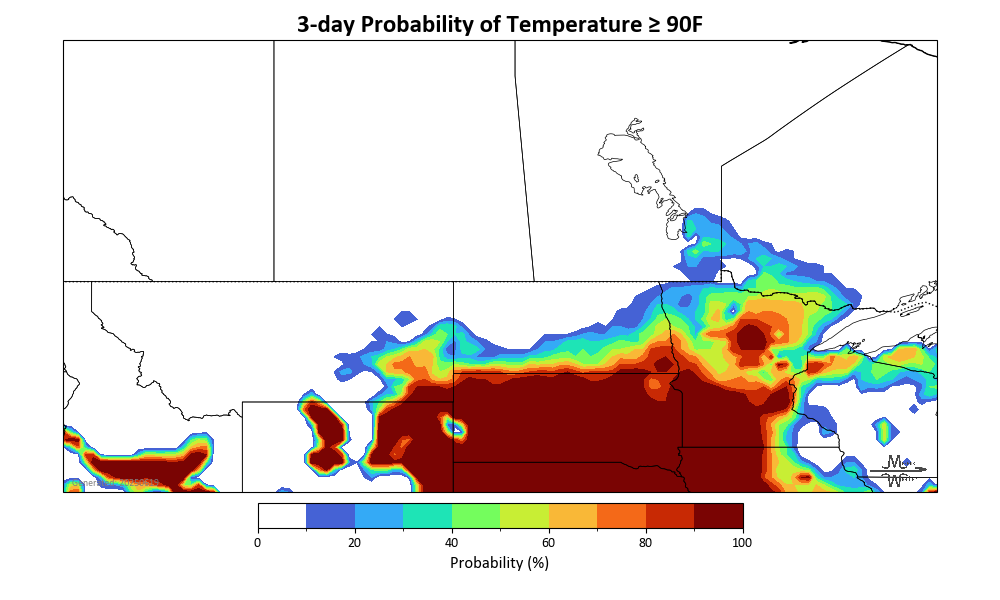 3-day Probability of Temperature ≥ 90F
M
W
0 20 40 60 80 100
Probability (%)